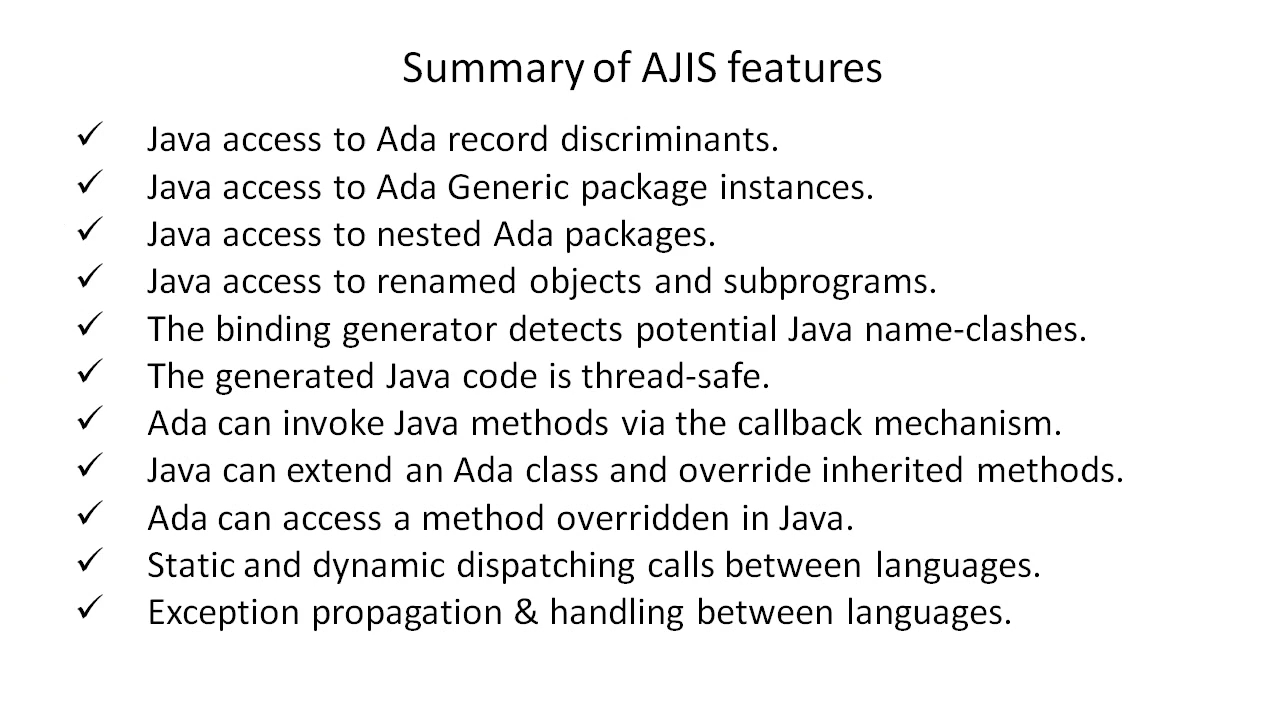 Summary of AJIS features
✓ Java access to Ada record discriminants.
✓ Java access to Ada Generic package instances.
✓ Java access to nested Ada packages.
✓ Java access to renamed objects and subprograms.
✓ The binding generator detects potential Java name-clashes.
✓ The generated Java code is thread-safe.
✓ Ada can invoke Java methods via the callback mechanism.
✓ Java can extend an Ada class and override inherited methods.
✓ Ada can access a method overridden in Java.
✓ Static and dynamic dispatching calls between languages.
✓ Exception propagation & handling between languages.